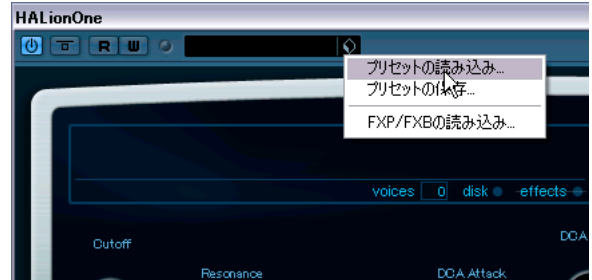 HALionOne
R W
プリセットの読み込み...
プリセットの保存...
FXP/FXBの読み込み...
voices 0 disk effects
Cutoff
DCA
Resonance
DCA Attack